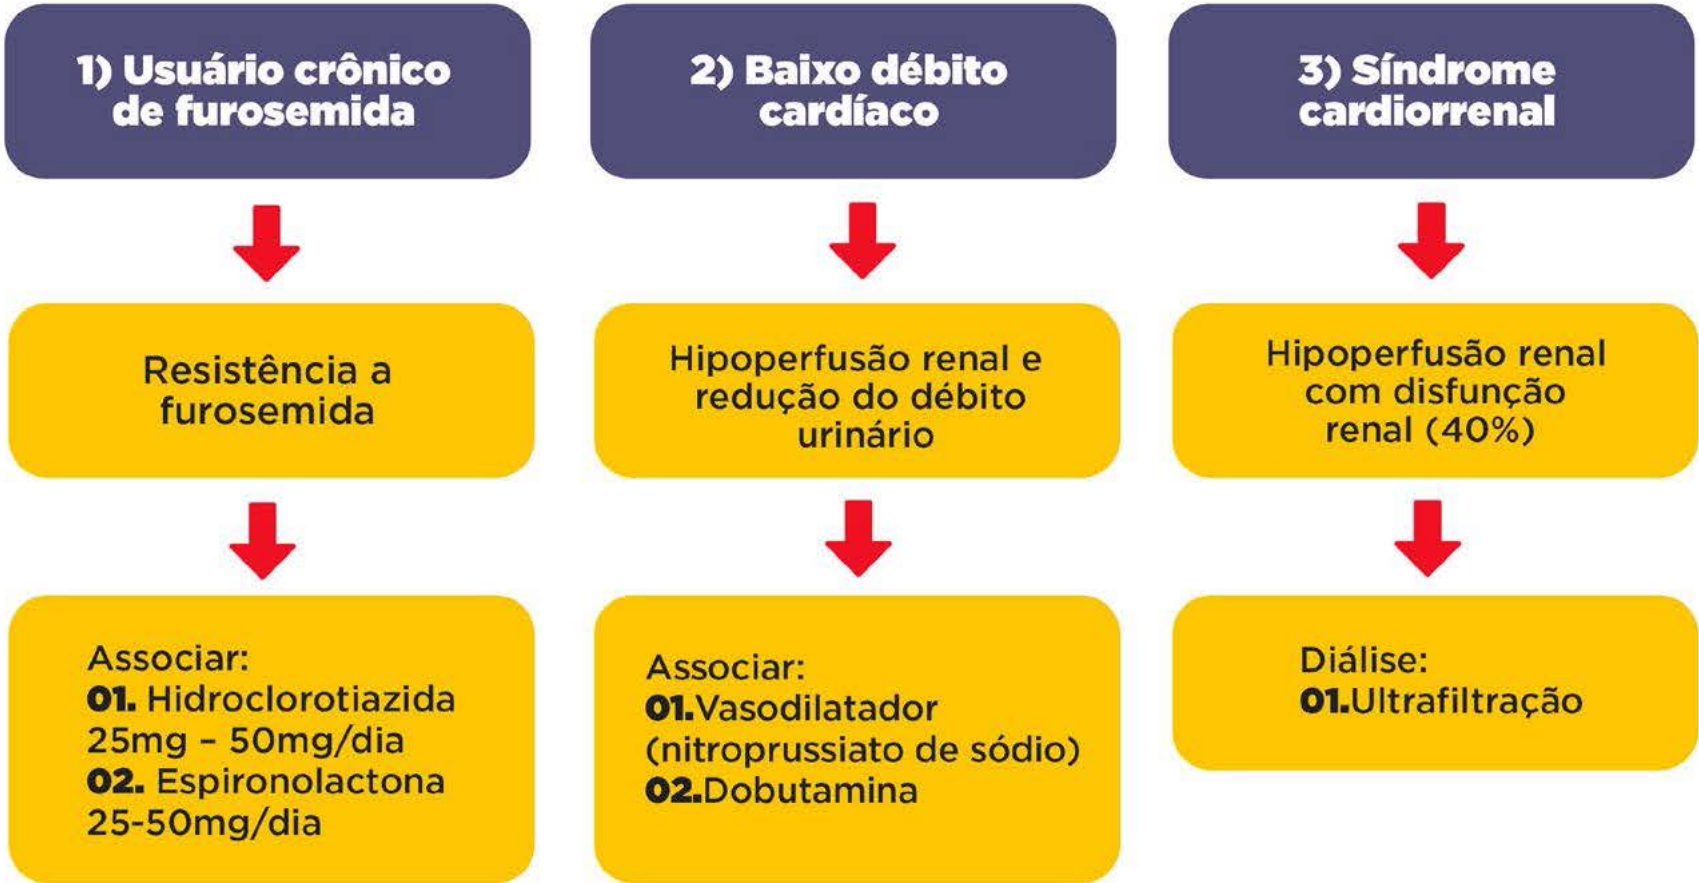 1) Usuário crônico
de furosemida
Resistência a
furosemida
Associar:
01. Hidroclorotiazida
25mg – 50mg/dia
02. Espironolactona
25-50mg/dia
2) Baixo débito
cardíaco
Hipoperfusão renal e
redução do débito
urinário
Associar:
01.Vasodilatador
(nitroprussiato de sódio)
02.Dobutamina
3) Síndrome
cardiorrenal
Hipoperfusão renal
com disfunção
renal (40%)
Diálise:
01.Ultrafiltração